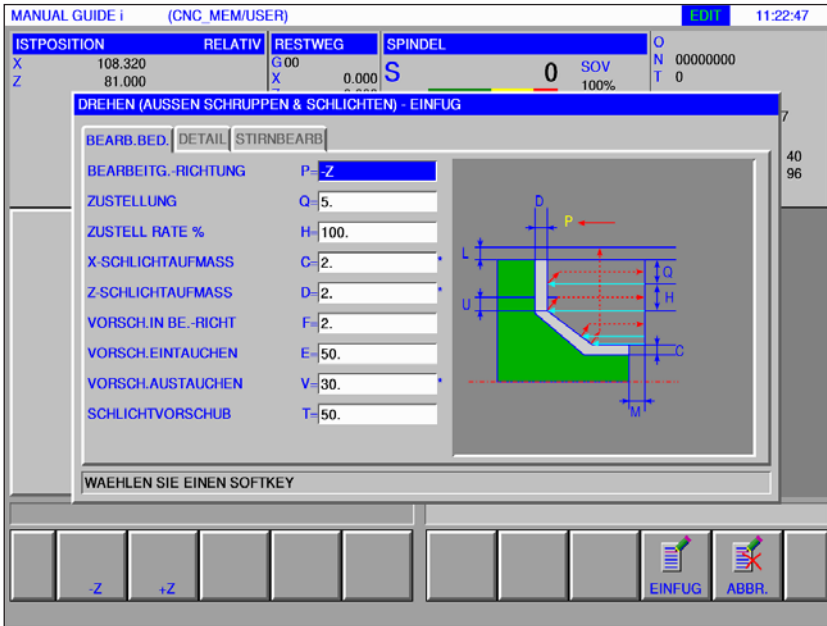 MANUAL GUIDE i (CNC_MEM/USER) EDIT 11:22:47
ISTPOSITION RELATIV RESTWEG SPINDEL O
X 108.320 G 00 S 0 SOV N 00000000
Z 81.000 X 0.000 100% T 0
DREHEN (AUSSEN SCHRUPPEN & SCHLICHTEN) - EINFUG
7
BEARB.BED. DETAIL STIRNBEARB
40
96
BEARBEITG.-RICHTUNG P= -Z
ZUSTELLUNG Q= 5.
ZUSTELL RATE % H= 100.
X-SCHLICHTAUFMASS C= 2. *
Z-SCHLICHTAUFMASS D= 2. *
VORSCH.IN BE.-RICHT F= 2.
VORSCH.EINTAUCHEN E= 50.
VORSCH.AUSTAUCHEN V= 30. *
SCHLICHTVORSCHUB T= 50.
D
P
L
Q
U
H
C
M
WAEHLEN SIE EINEN SOFTKEY
-Z +Z EINFUG ABBR.